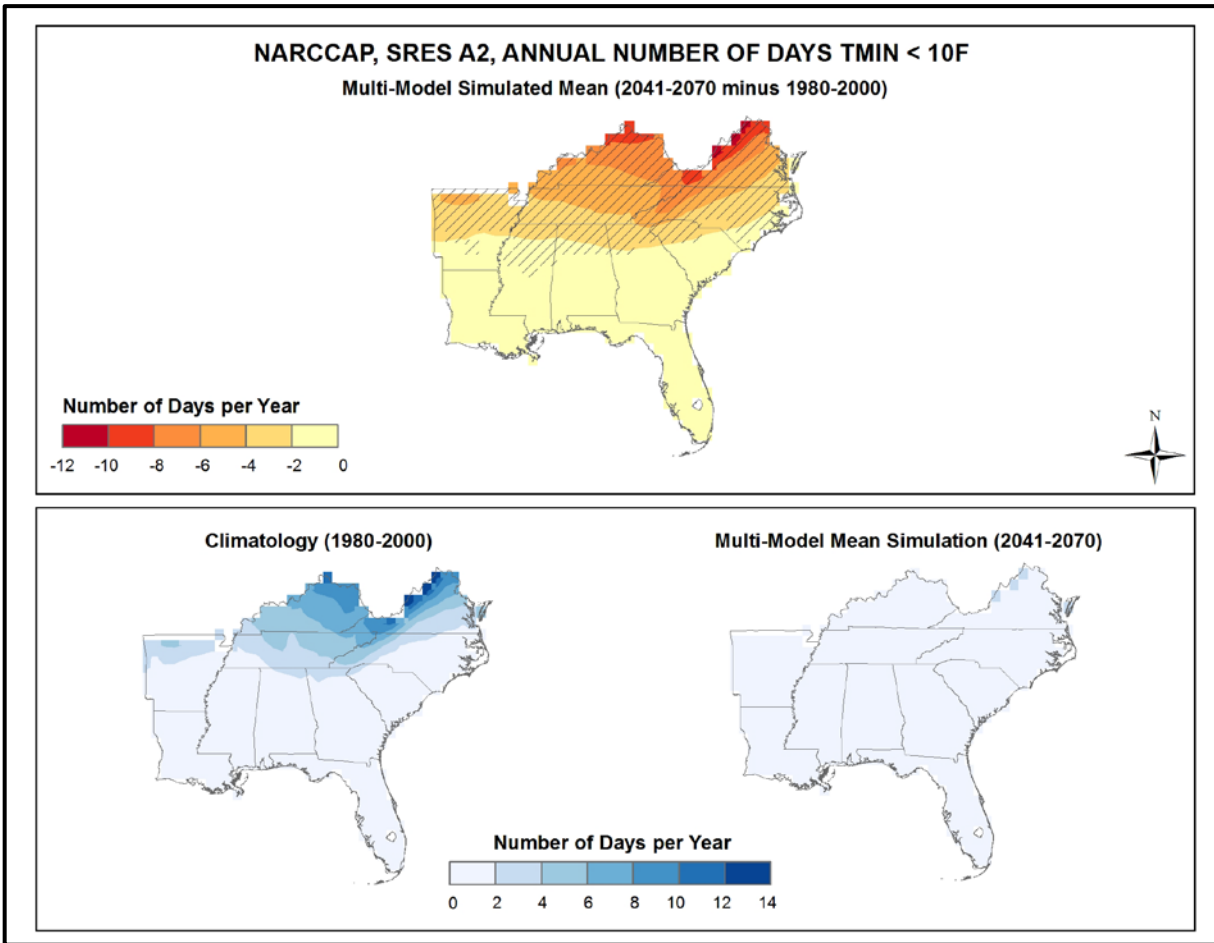 NARCCAP, SRES A2, ANNUAL NUMBER OF DAYS TMIN < 10F
Multi-Model Simulated Mean (2041-2070 minus 1980-2000)
Number of Days per Year
-12 -10 -8 -6 -4 -2 0
N
Climatology (1980-2000)
Multi-Model Mean Simulation (2041-2070)
Number of Days per Year
0 2 4 6 8 10 12 14